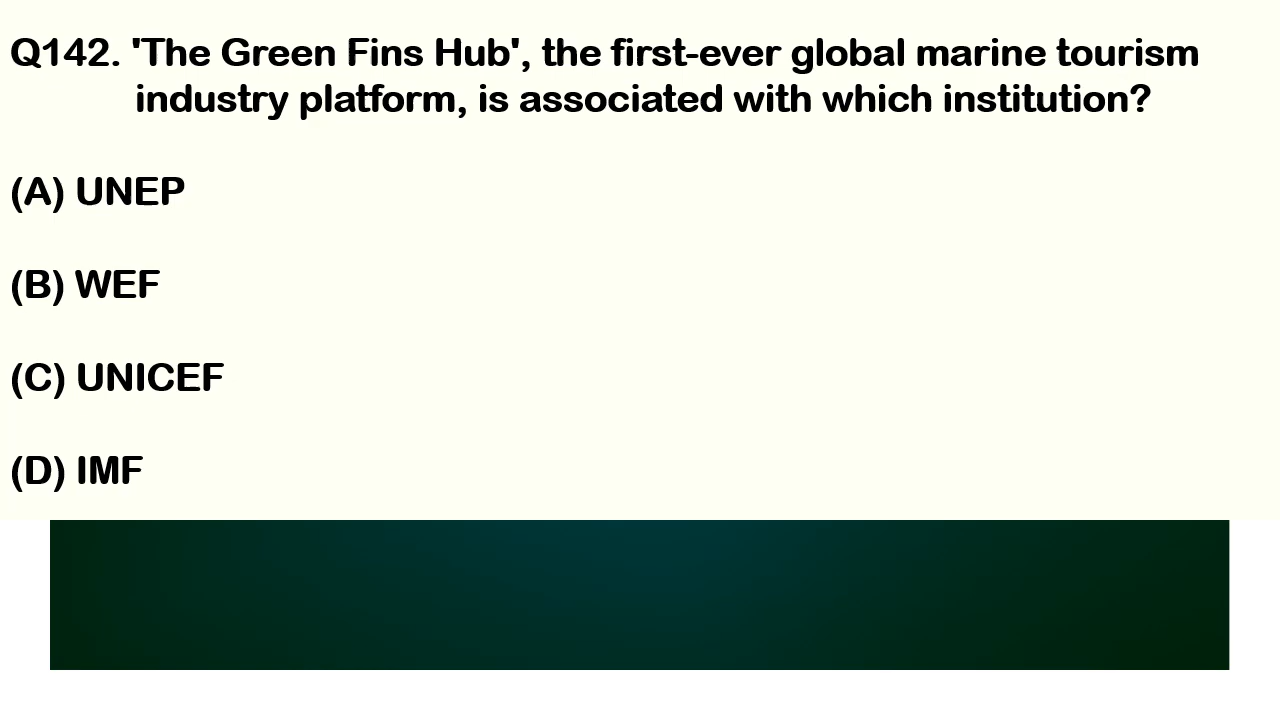 Q142. 'The Green Fins Hub', the first-ever global marine tourism
industry platform, is associated with which institution?
(A) UNEP
(B) WEF
(C) UNICEF
(D) IMF